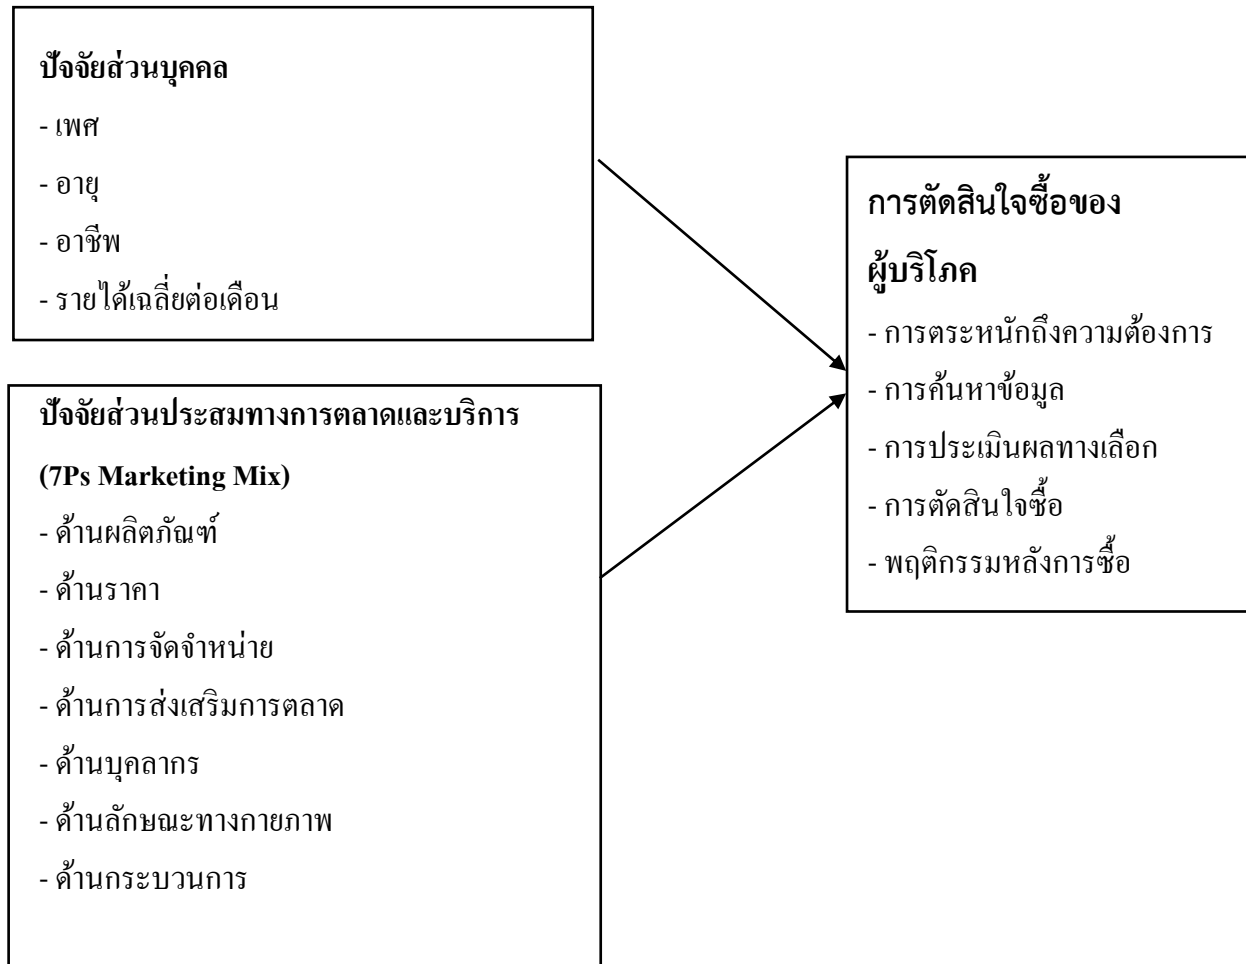 ปัจจัยส่วนบุคคล
- เพศ
- อายุ
- อาชีพ
- รายได้เฉลี่ยต่อเดือน
ปัจจัยส่วนประสมทางการตลาดและบริการ
(7Ps Marketing Mix)
- ด้านผลิตภัณฑ์
- ด้านราคา
- ด้านการจัดจำหน่าย
- ด้านการส่งเสริมการตลาด
- ด้านบุคลากร
- ด้านลักษณะทางกายภาพ
- ด้านกระบวนการ
การตัดสินใจซื้อของ
ผู้บริโภค
- การตระหนักถึงความต้องการ
- การค้นหาข้อมูล
- การประเมินผลทางเลือก
- การตัดสินใจซื้อ
- พฤติกรรมหลังการซื้อ